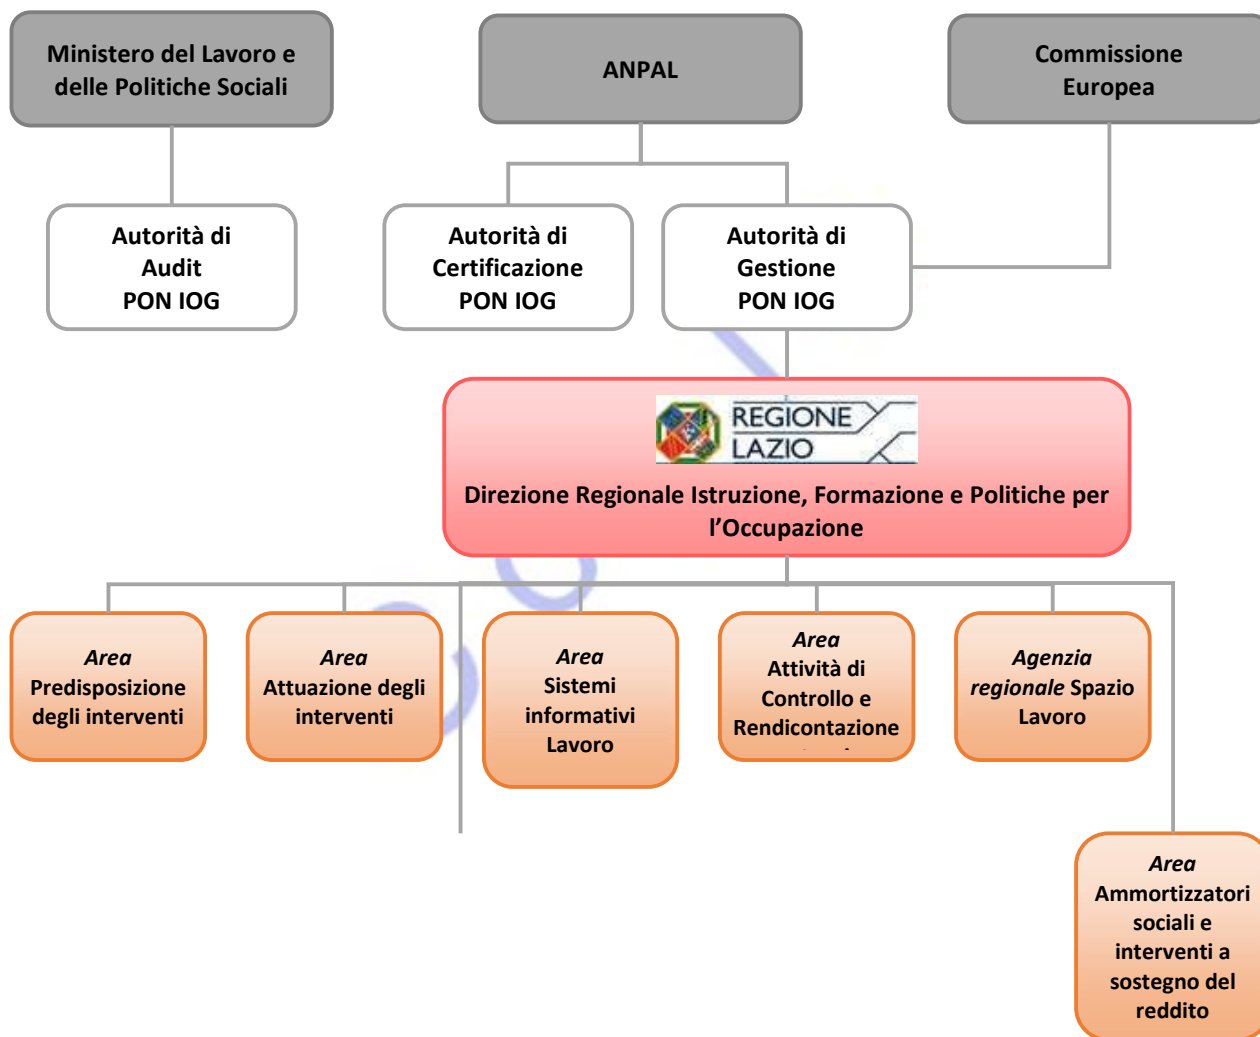 Ministero del Lavoro e
delle Politiche Sociali
ANPAL
Commissione
Europea
Autorità di
Audit
PON IOG
Autorità di
Certificazione
PON IOG
Autorità di
Gestione
PON IOG
REGIONE
LAZIO
Direzione Regionale Istruzione, Formazione e Politiche per
l’Occupazione
Area
Predisposizione
degli interventi
Area
Attuazione degli
interventi
Area
Sistemi
informativi
Lavoro
Area
Attività di
Controllo e
Rendicontazione
Agenzia
regionale Spazio
Lavoro
Area
Ammortizzatori
sociali e
interventi a
sostegno del
reddito